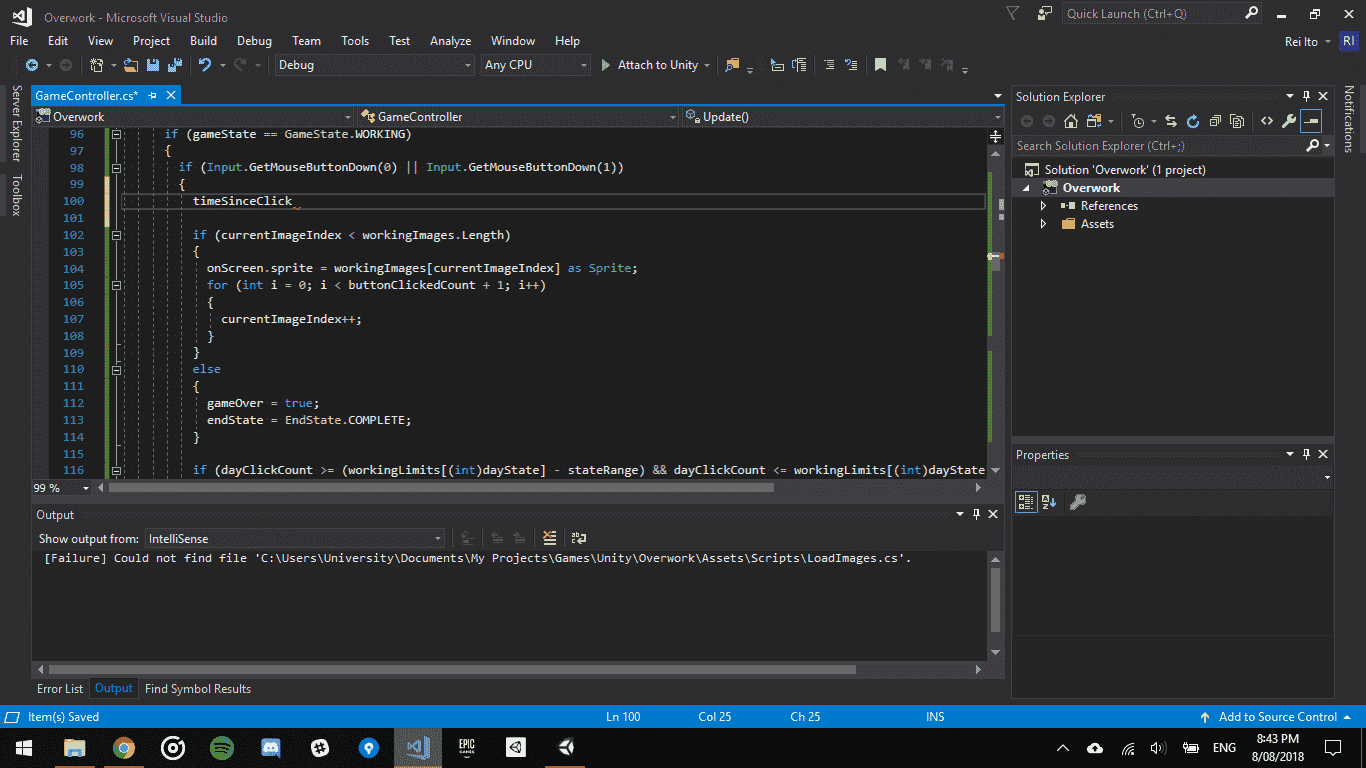 Overwork - Microsoft Visual Studio
Quick Launch (Ctrl+Q)
File Edit View Project Build Debug Team Tools Test Analyze Window Help
Rei Ito RI
Debug Any CPU Attach to Unity
Server Explorer
Toolbox
GameController.cs*
Overwork GameController Update()
96 if (gameState == GameState.WORKING)
97 {
98 if (Input.GetMouseButtonDown(0) || Input.GetMouseButtonDown(1))
99 {
100 timeSinceClick
101
102 if (currentImageIndex < workingImages.Length)
103 {
104 onScreen.sprite = workingImages[currentImageIndex] as Sprite;
105 for (int i = 0; i < buttonClickedCount + 1; i++)
106 {
107 currentImageIndex++;
108 }
109 }
110 else
111 {
112 gameOver = true;
113 endState = EndState.COMPLETE;
114 }
115
116 if (dayClickCount >= (workingLimits[(int)dayState] - stateRange) && dayClickCount <= workingLimits[(int)dayState
99 %
Output
Show output from: IntelliSense
[Failure] Could not find file 'C:\Users\University\Documents\My Projects\Games\Unity\Overwork\Assets\Scripts\LoadImages.cs'.
Error List Output Find Symbol Results
Solution Explorer
Search Solution Explorer (Ctrl+;)
Solution 'Overwork' (1 project)
Overwork
References
Assets
Properties
Notifications
Item(s) Saved Ln 100 Col 25 Ch 25 INS Add to Source Control
EPIC
GAMES
ENG
8:43 PM
8/08/2018